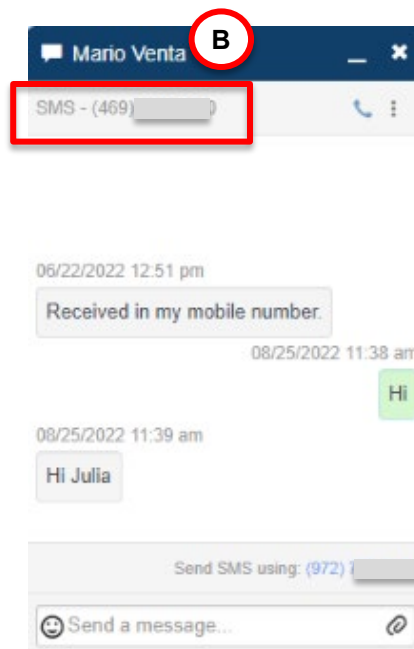 B
Mario Venta
SMS - (469)
06/22/2022 12:51 pm
Received in my mobile number.
08/25/2022 11:38 am
Hi
08/25/2022 11:39 am
Hi Julia
Send SMS using: (972)
Send a message...